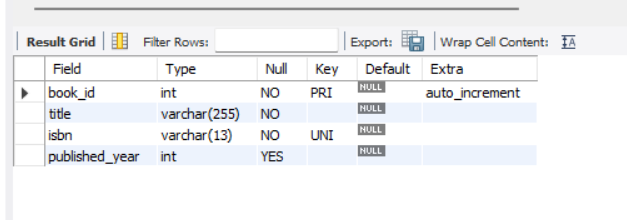 Result Grid Filter Rows: Export: Wrap Cell Content: IA
Field Type Null Key Default Extra
book_id int NO PRI NULL auto_increment
title varchar(255) NO NULL
isbn varchar(13) NO UNI NULL
published_year int YES NULL